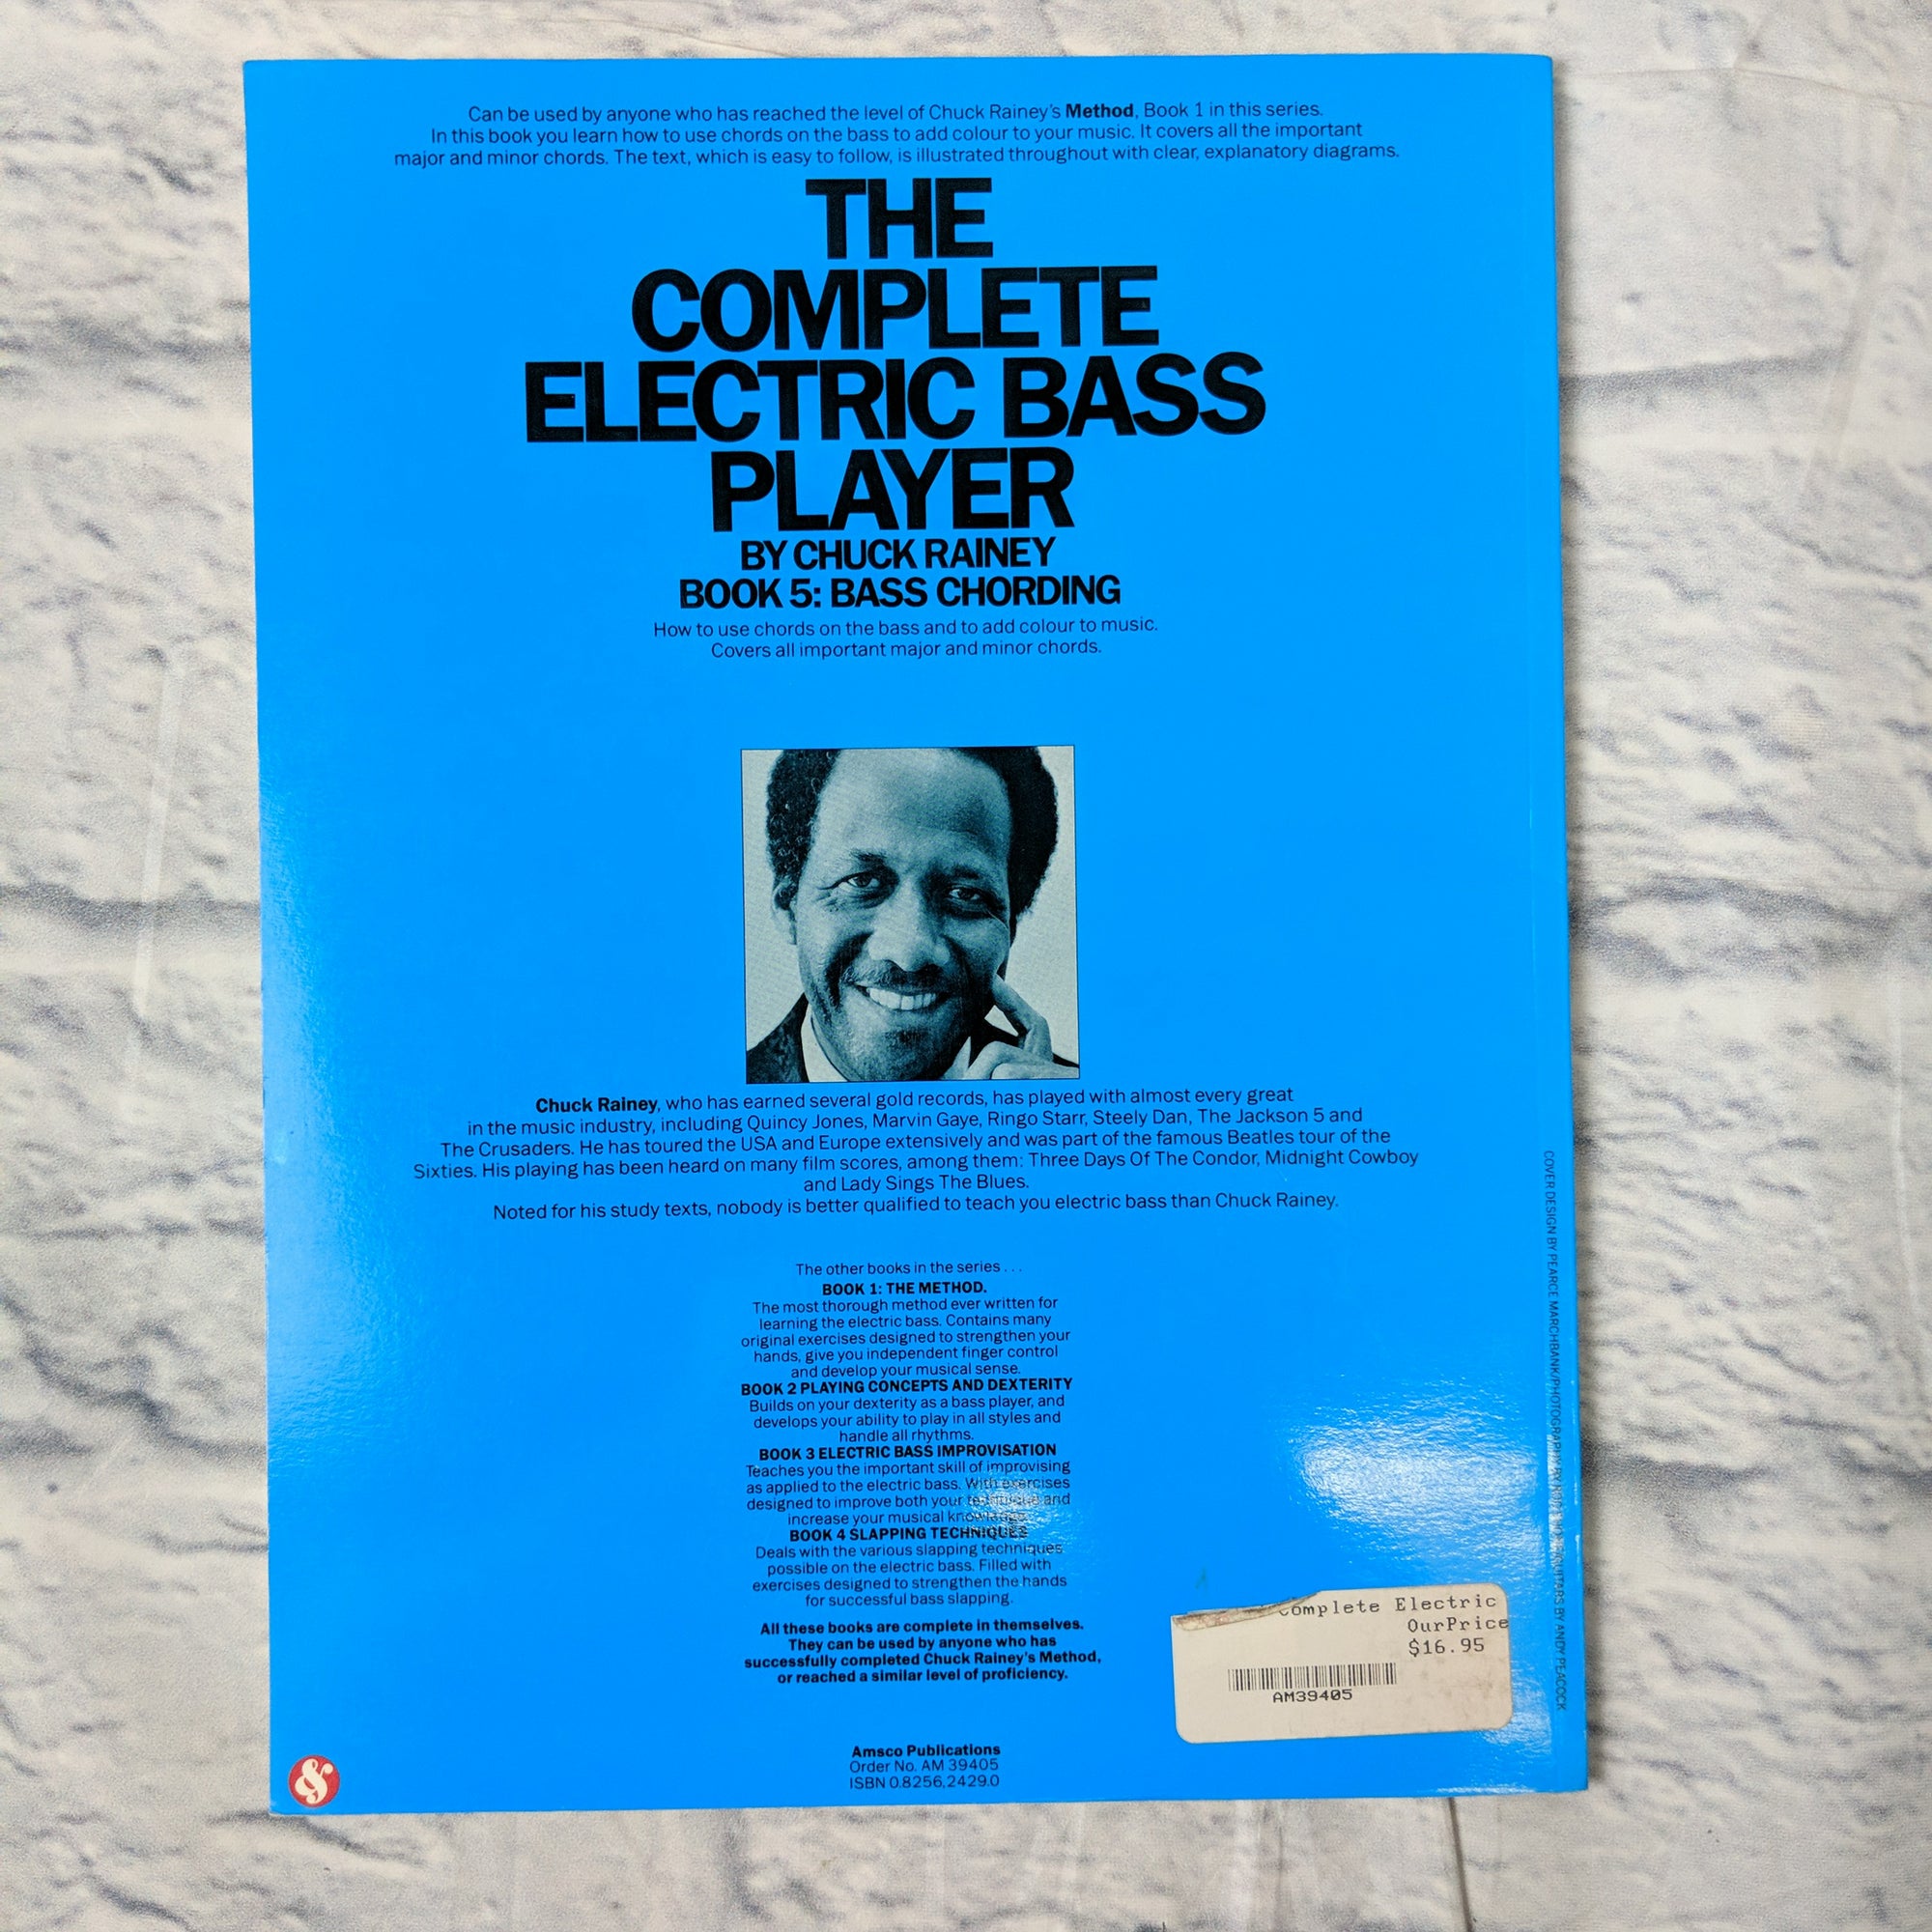 Can be used by anyone who has reached the level of Chuck Rainey's Method, Book 1 in this series.
In this book you learn how to use chords on the bass to add colour to your music. It covers all the important
major and minor chords. The text, which is easy to follow, is illustrated throughout with clear, explanatory diagrams.
THE
COMPLETE
ELECTRIC BASS
PLAYER
BY CHUCK RAINEY
BOOK 5: BASS CHORDING
How to use chords on the bass and to add colour to music.
Covers all important major and minor chords.
Chuck Rainey, who has earned several gold records, has played with almost every great
in the music industry, including Quincy Jones, Marvin Gaye, Ringo Starr, Steely Dan, The Jackson 5 and
The Crusaders. He has toured the USA and Europe extensively and was part of the famous Beatles tour of the
Sixties. His playing has been heard on many film scores, among them: Three Days Of The Condor, Midnight Cowboy
and Lady Sings The Blues.
Noted for his study texts, nobody is better qualified to teach you electric bass than Chuck Rainey.
The other books in the series . . .
BOOK 1: THE METHOD.
The most thorough method ever written for
learning the electric bass. Contains many
original exercises designed to strengthen your
hands, give you independent finger control
and develop your musical sense.
BOOK 2 PLAYING CONCEPTS AND DEXTERITY
Builds on your dexterity as a bass player, and
develops your ability to play in all styles and
handle all rhythms.
BOOK 3 ELECTRIC BASS IMPROVISATION
Teaches you the important skill of improvising
as applied to the electric bass. With exercises
designed to improve both your technique and
increase your musical knowledge.
BOOK 4 SLAPPING TECHNIQUES
Deals with the various slapping techniques
possible on the electric bass. Filled with
exercises designed to strengthen the hands
for successful bass slapping.
All these books are complete in themselves.
They can be used by anyone who has
successfully completed Chuck Rainey's Method,
or reached a similar level of proficiency.
Amsco Publications
Order No. AM 39405
ISBN 0.8256.2429.0
&
omplete Electric
OurPrice
$16.95
AM39405
COVER DESIGN BY PEARCE MARCHBANK/PHOTOGRAPHY BY GUITARS BY ANDY PEACOCK